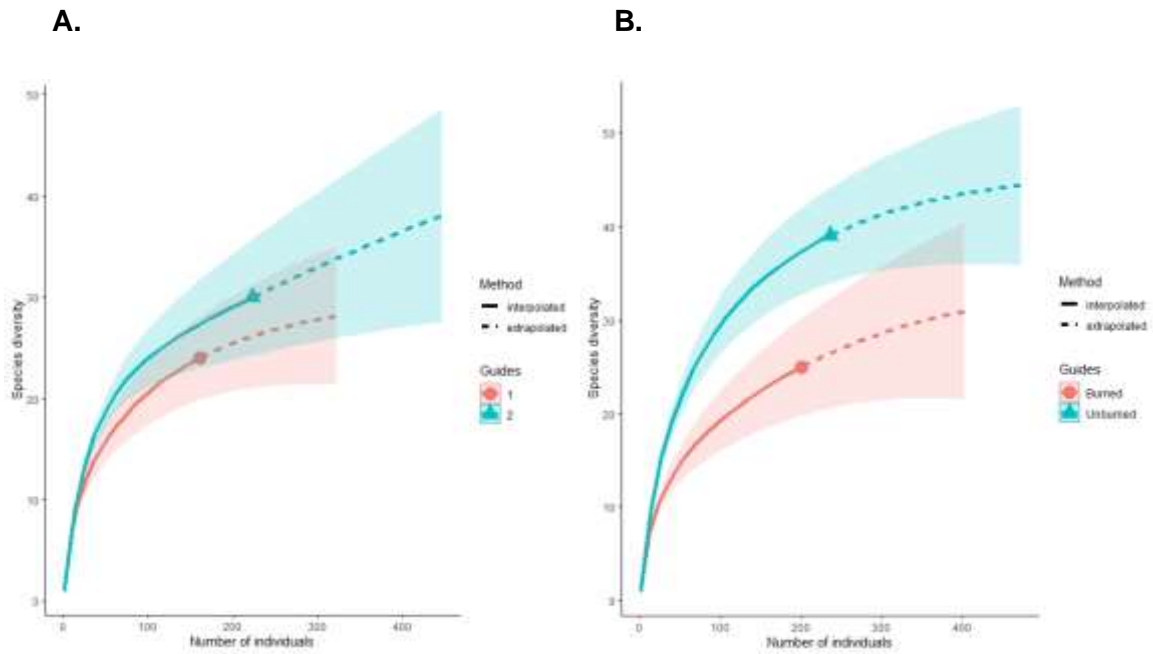 A.
B.
50
40
30
20
10
0
Species diversity
0 100 200 300 400
Number of individuals
Method
interpolated
extrapolated
Guides
1
2
50
40
30
20
10
0
Species diversity
0 100 200 300 400
Number of individuals
Method
interpolated
extrapolated
Guides
Burned
Unburned